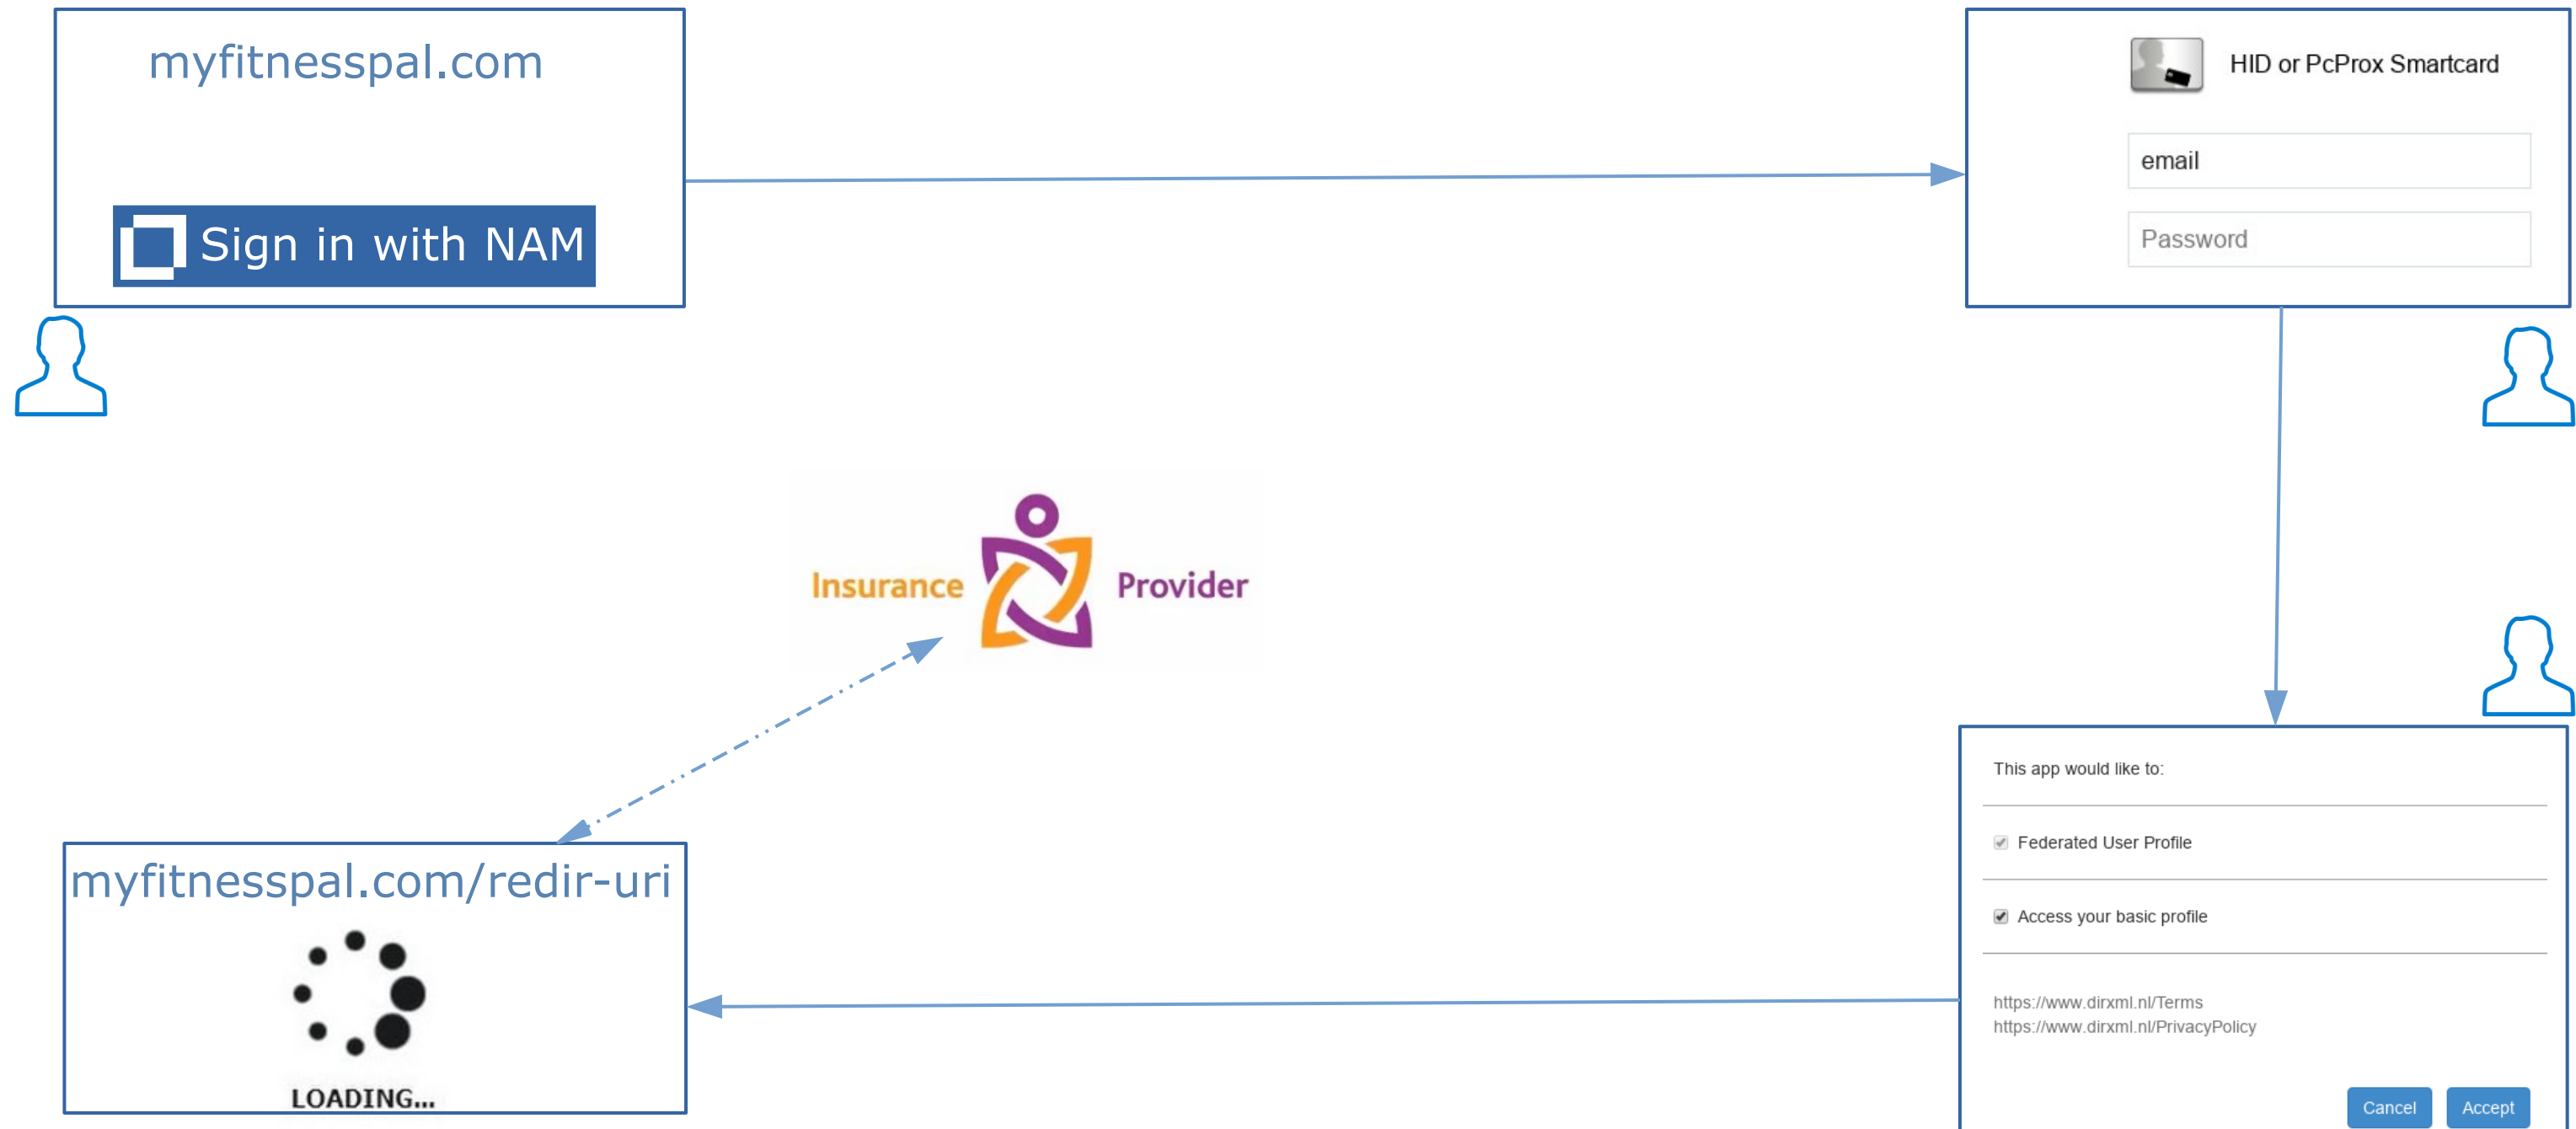 myfitnesspal.com
Sign in with NAM
HID or PcProx Smartcard
email
Password
Insurance Provider
This app would like to:
Federated User Profile
Access your basic profile
https://www.dirxml.nl/Terms
https://www.dirxml.nl/PrivacyPolicy
Cancel Accept
myfitnesspal.com/redir-uri
LOADING...